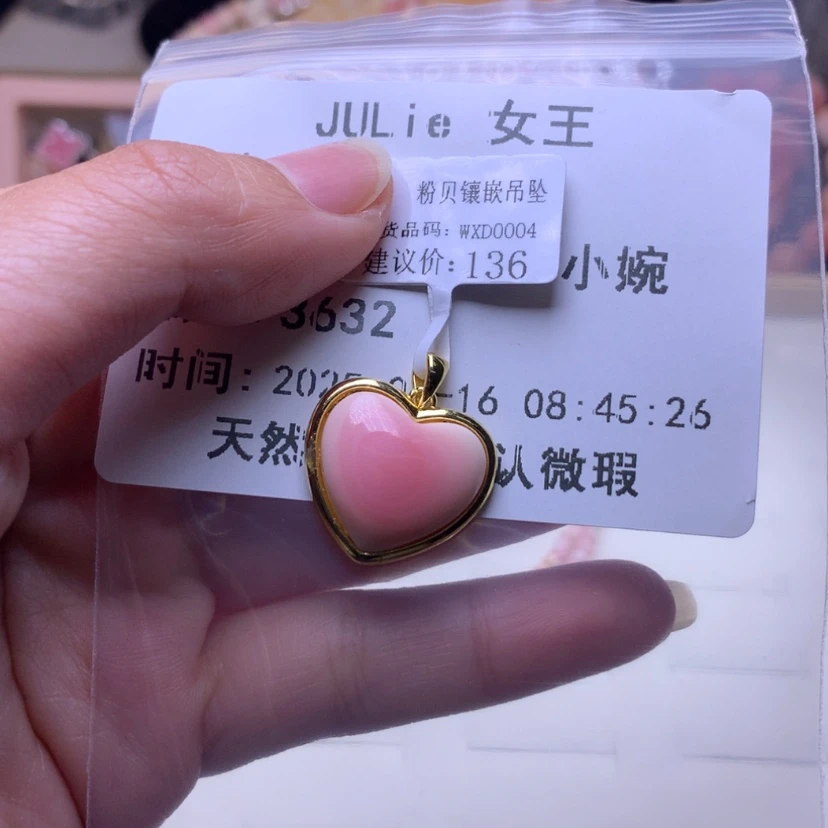 JULie 女王
粉贝镶嵌吊坠
货品码: WXD0004
建议价: 136
小婉
3632
时间: 202 -16 08:45:26
天然 认微瑕